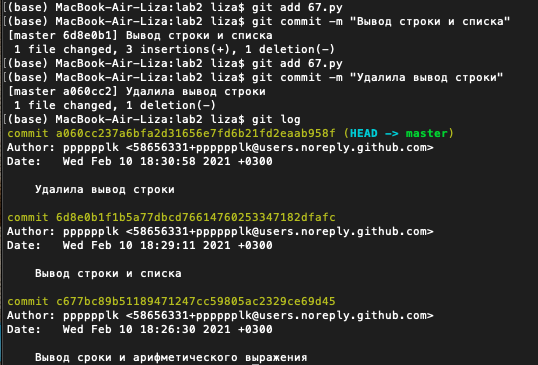 [(base) MacBook-Air-Liza:lab2 liza$ git add 67.py
[(base) MacBook-Air-Liza:lab2 liza$ git commit -m "Вывод строки и списка"
[master 6d8e0b1] Вывод строки и списка
1 file changed, 3 insertions(+), 1 deletion(-)
[(base) MacBook-Air-Liza:lab2 liza$ git add 67.py
[(base) MacBook-Air-Liza:lab2 liza$ git commit -m "Удалила вывод строки"
[master a060cc2] Удалила вывод строки
1 file changed, 1 deletion(-)
[(base) MacBook-Air-Liza:lab2 liza$ git log
commit a060cc237a6bfa2d31656e7fd6b21fd2eaab958f (HEAD -> master)
Author: ppppppplk <58656331+ppppppplk@users.noreply.github.com>
Date: Wed Feb 10 18:30:58 2021 +0300
Удалила вывод строки
commit 6d8e0b1f1b5a77dbcd76614760253347182dfafc
Author: ppppppplk <58656331+ppppppplk@users.noreply.github.com>
Date: Wed Feb 10 18:29:11 2021 +0300
Вывод строки и списка
commit c677bc89b51189471247cc59805ac2329ce69d45
Author: ppppppplk <58656331+ppppppplk@users.noreply.github.com>
Date: Wed Feb 10 18:26:30 2021 +0300
Вывод сроки и арифметического выражения